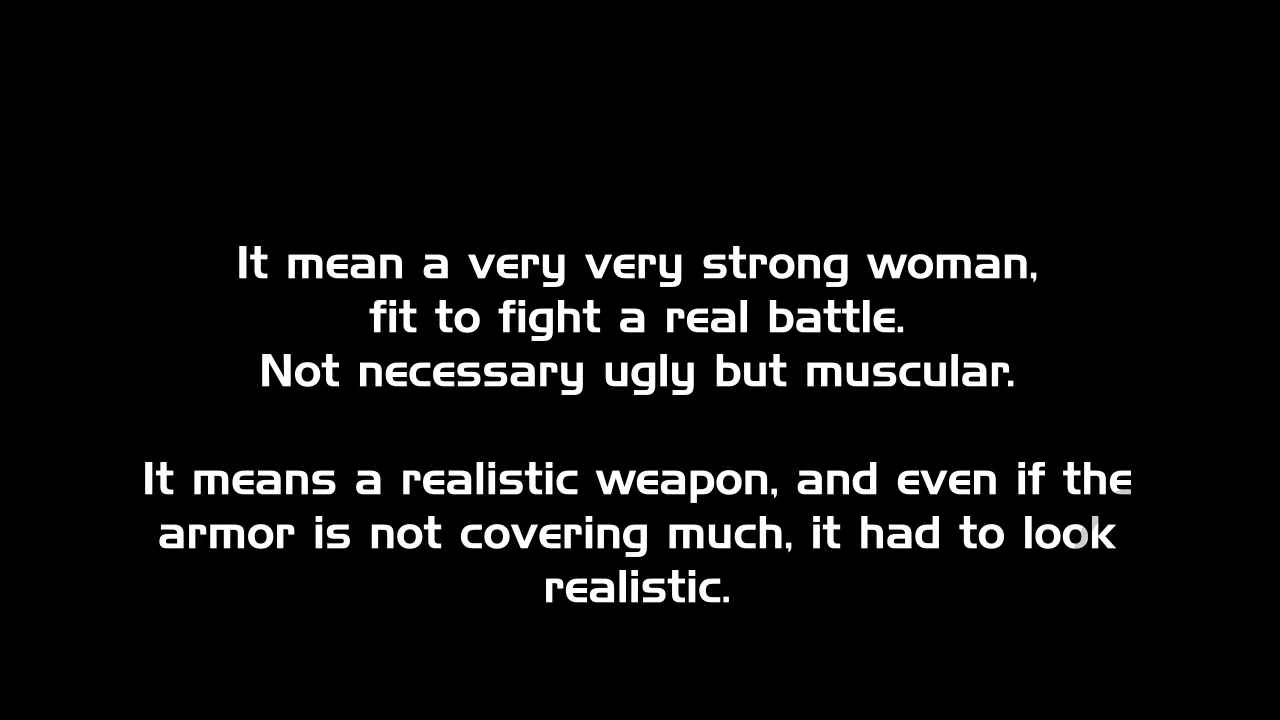 It mean a very very strong woman,
fit to fight a real battle.
Not necessary ugly but muscular.
It means a realistic weapon, and even if the
armor is not covering much, it had to look
realistic.